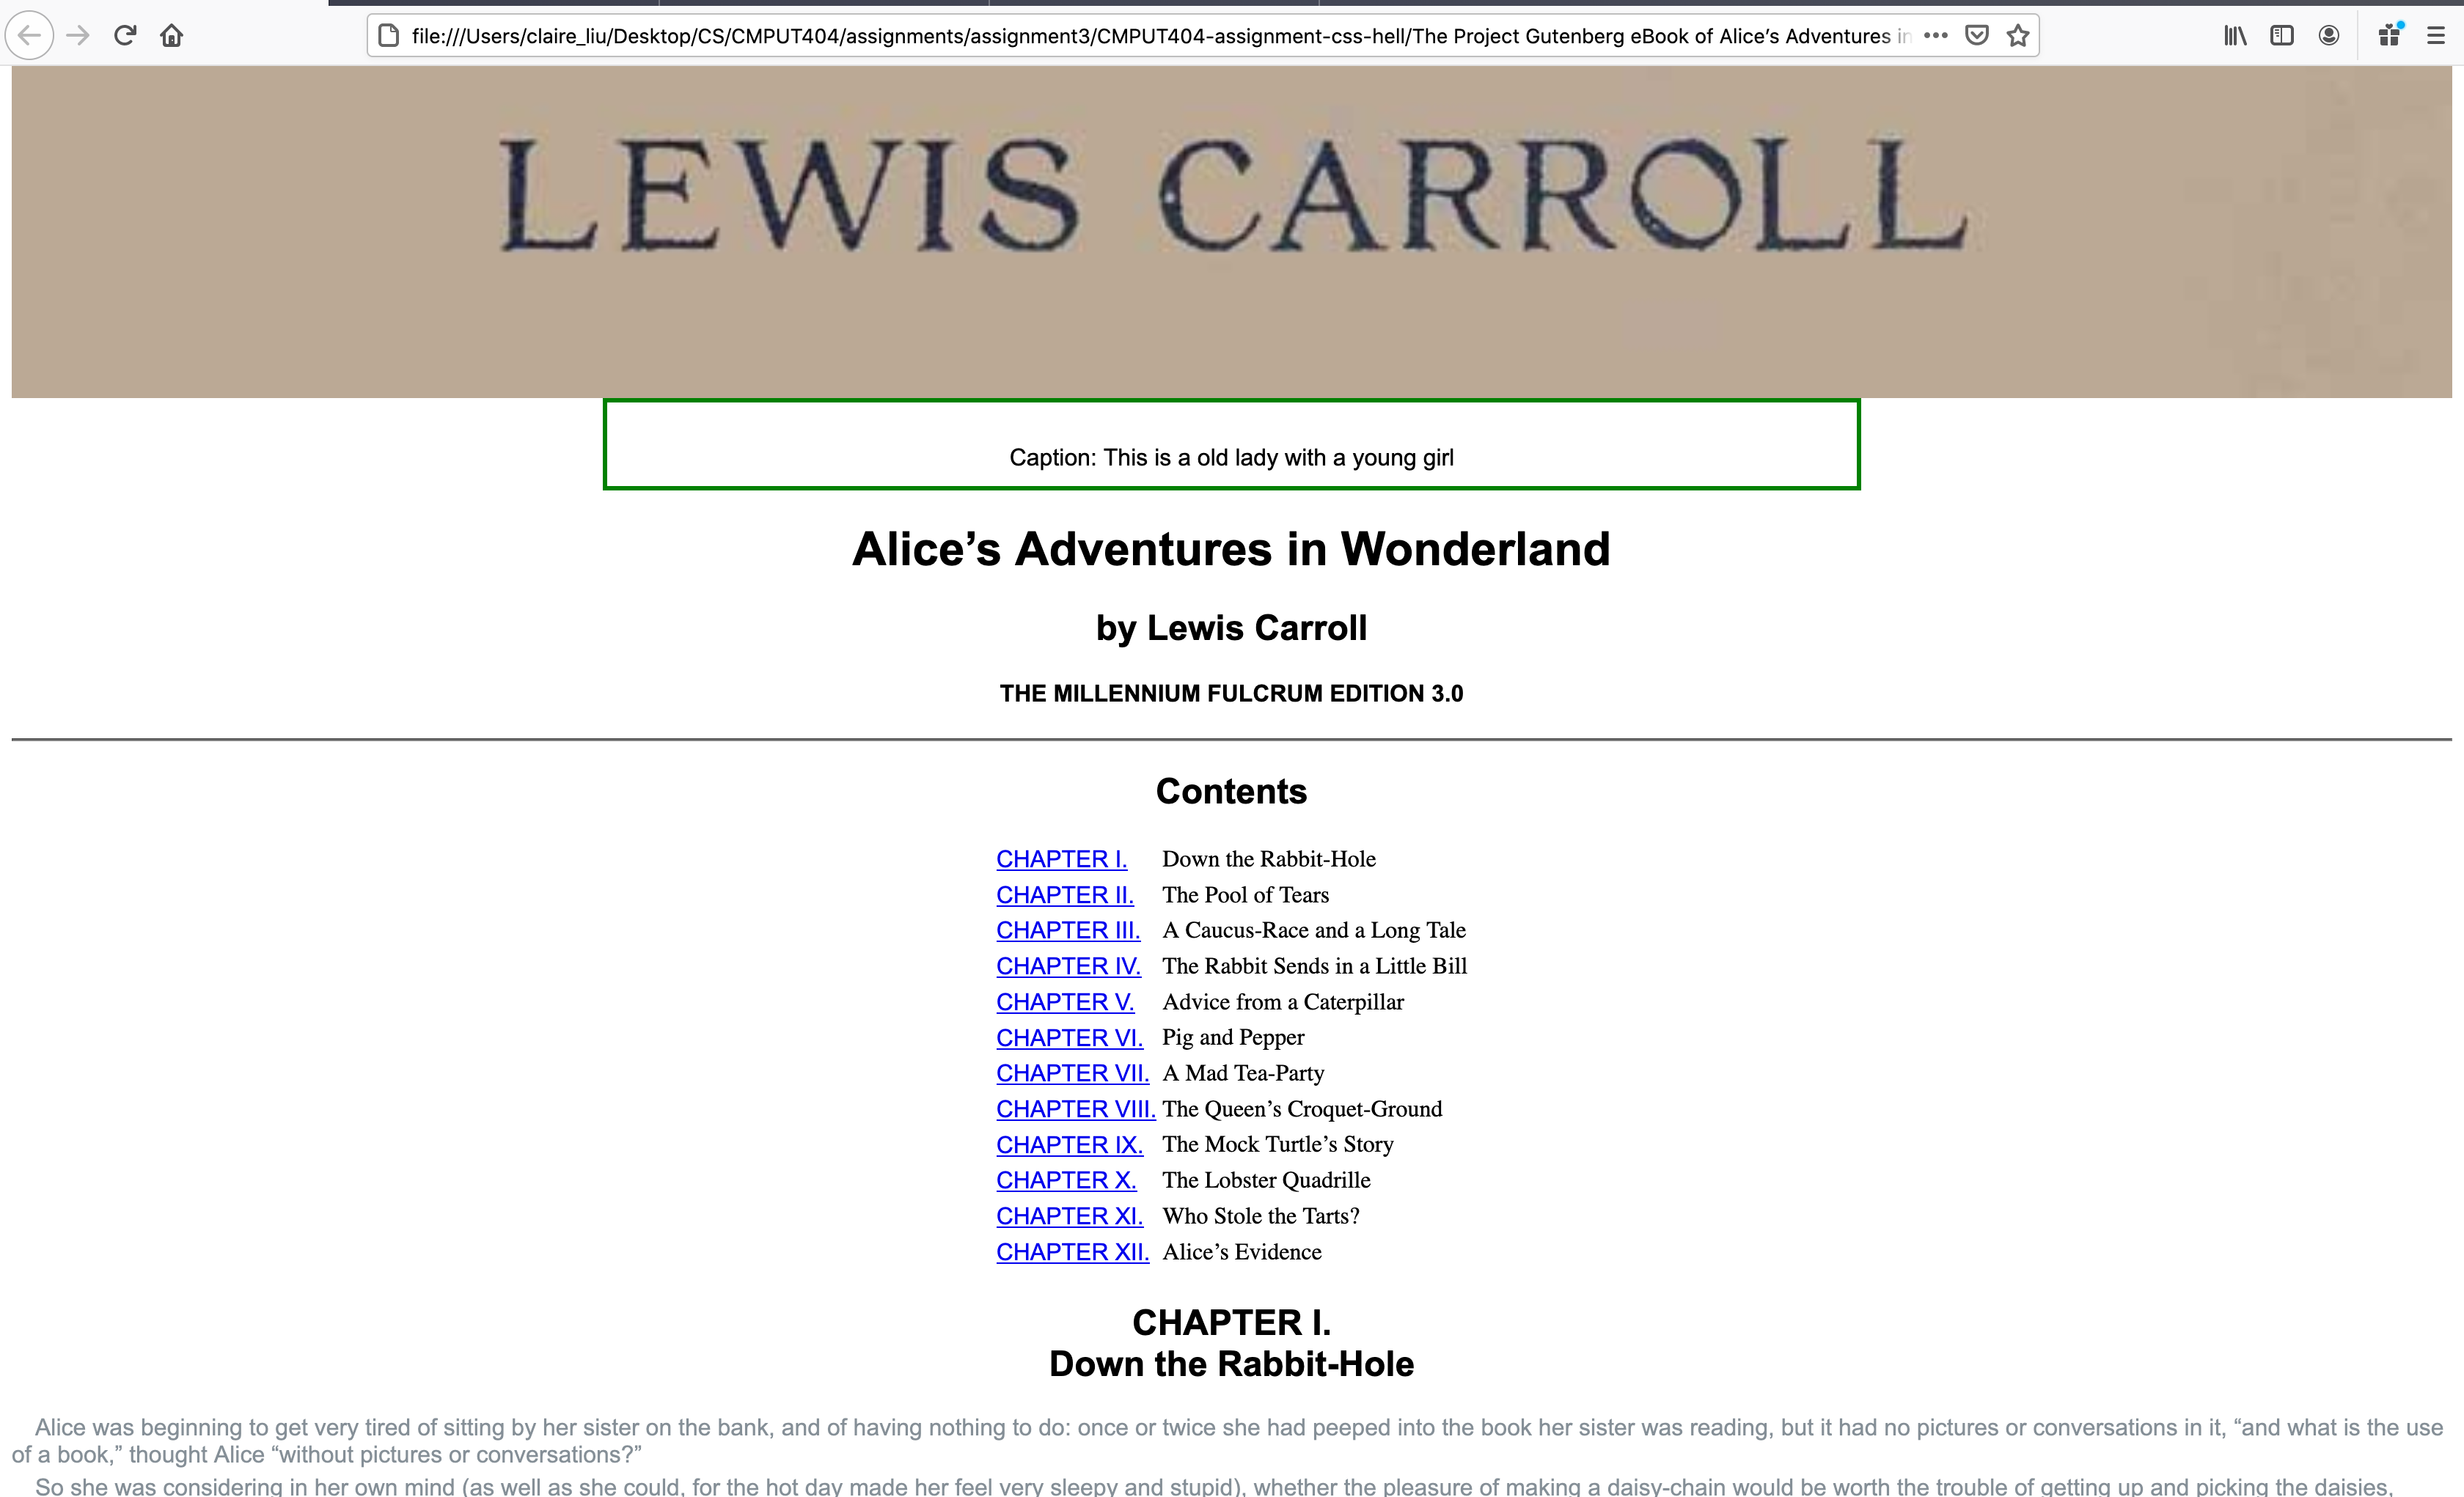 file:///Users/claire_liu/Desktop/CS/CMPUT404/assignments/assignment3/CMPUT404-assignment-css-hell/The Project Gutenberg eBook of Alice’s Adventures in
LEWIS CARROLL
Caption: This is a old lady with a young girl
Alice’s Adventures in Wonderland
by Lewis Carroll
THE MILLENNIUM FULCRUM EDITION 3.0
Contents
CHAPTER I. Down the Rabbit-Hole
CHAPTER II. The Pool of Tears
CHAPTER III. A Caucus-Race and a Long Tale
CHAPTER IV. The Rabbit Sends in a Little Bill
CHAPTER V. Advice from a Caterpillar
CHAPTER VI. Pig and Pepper
CHAPTER VII. A Mad Tea-Party
CHAPTER VIII. The Queen’s Croquet-Ground
CHAPTER IX. The Mock Turtle’s Story
CHAPTER X. The Lobster Quadrille
CHAPTER XI. Who Stole the Tarts?
CHAPTER XII. Alice’s Evidence
CHAPTER I.
Down the Rabbit-Hole
Alice was beginning to get very tired of sitting by her sister on the bank, and of having nothing to do: once or twice she had peeped into the book her sister was reading, but it had no pictures or conversations in it, “and what is the use
of a book,” thought Alice “without pictures or conversations?”
So she was considering in her own mind (as well as she could, for the hot day made her feel very sleepy and stupid), whether the pleasure of making a daisy-chain would be worth the trouble of getting up and picking the daisies,